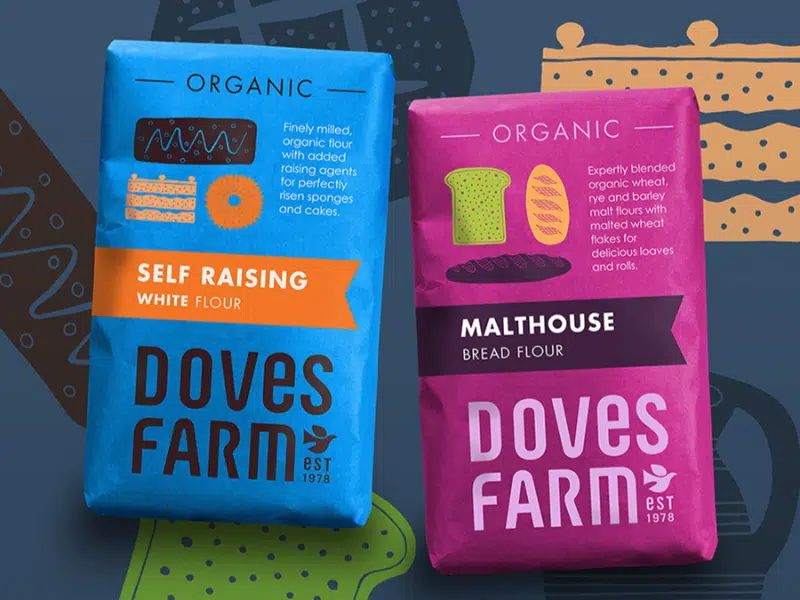 ORGANIC
Finely milled,
organic flour
with added
raising agents
for perfectly
risen sponges
and cakes.
SELF RAISING
WHITE FLOUR
DOVES
FARM
EST
1978
ORGANIC
Expertly blended
organic wheat,
rye and barley
malt flours with
malted wheat
flakes for
delicious loaves
and rolls.
MALTHOUSE
BREAD FLOUR
DOVES
FARM
EST
1978